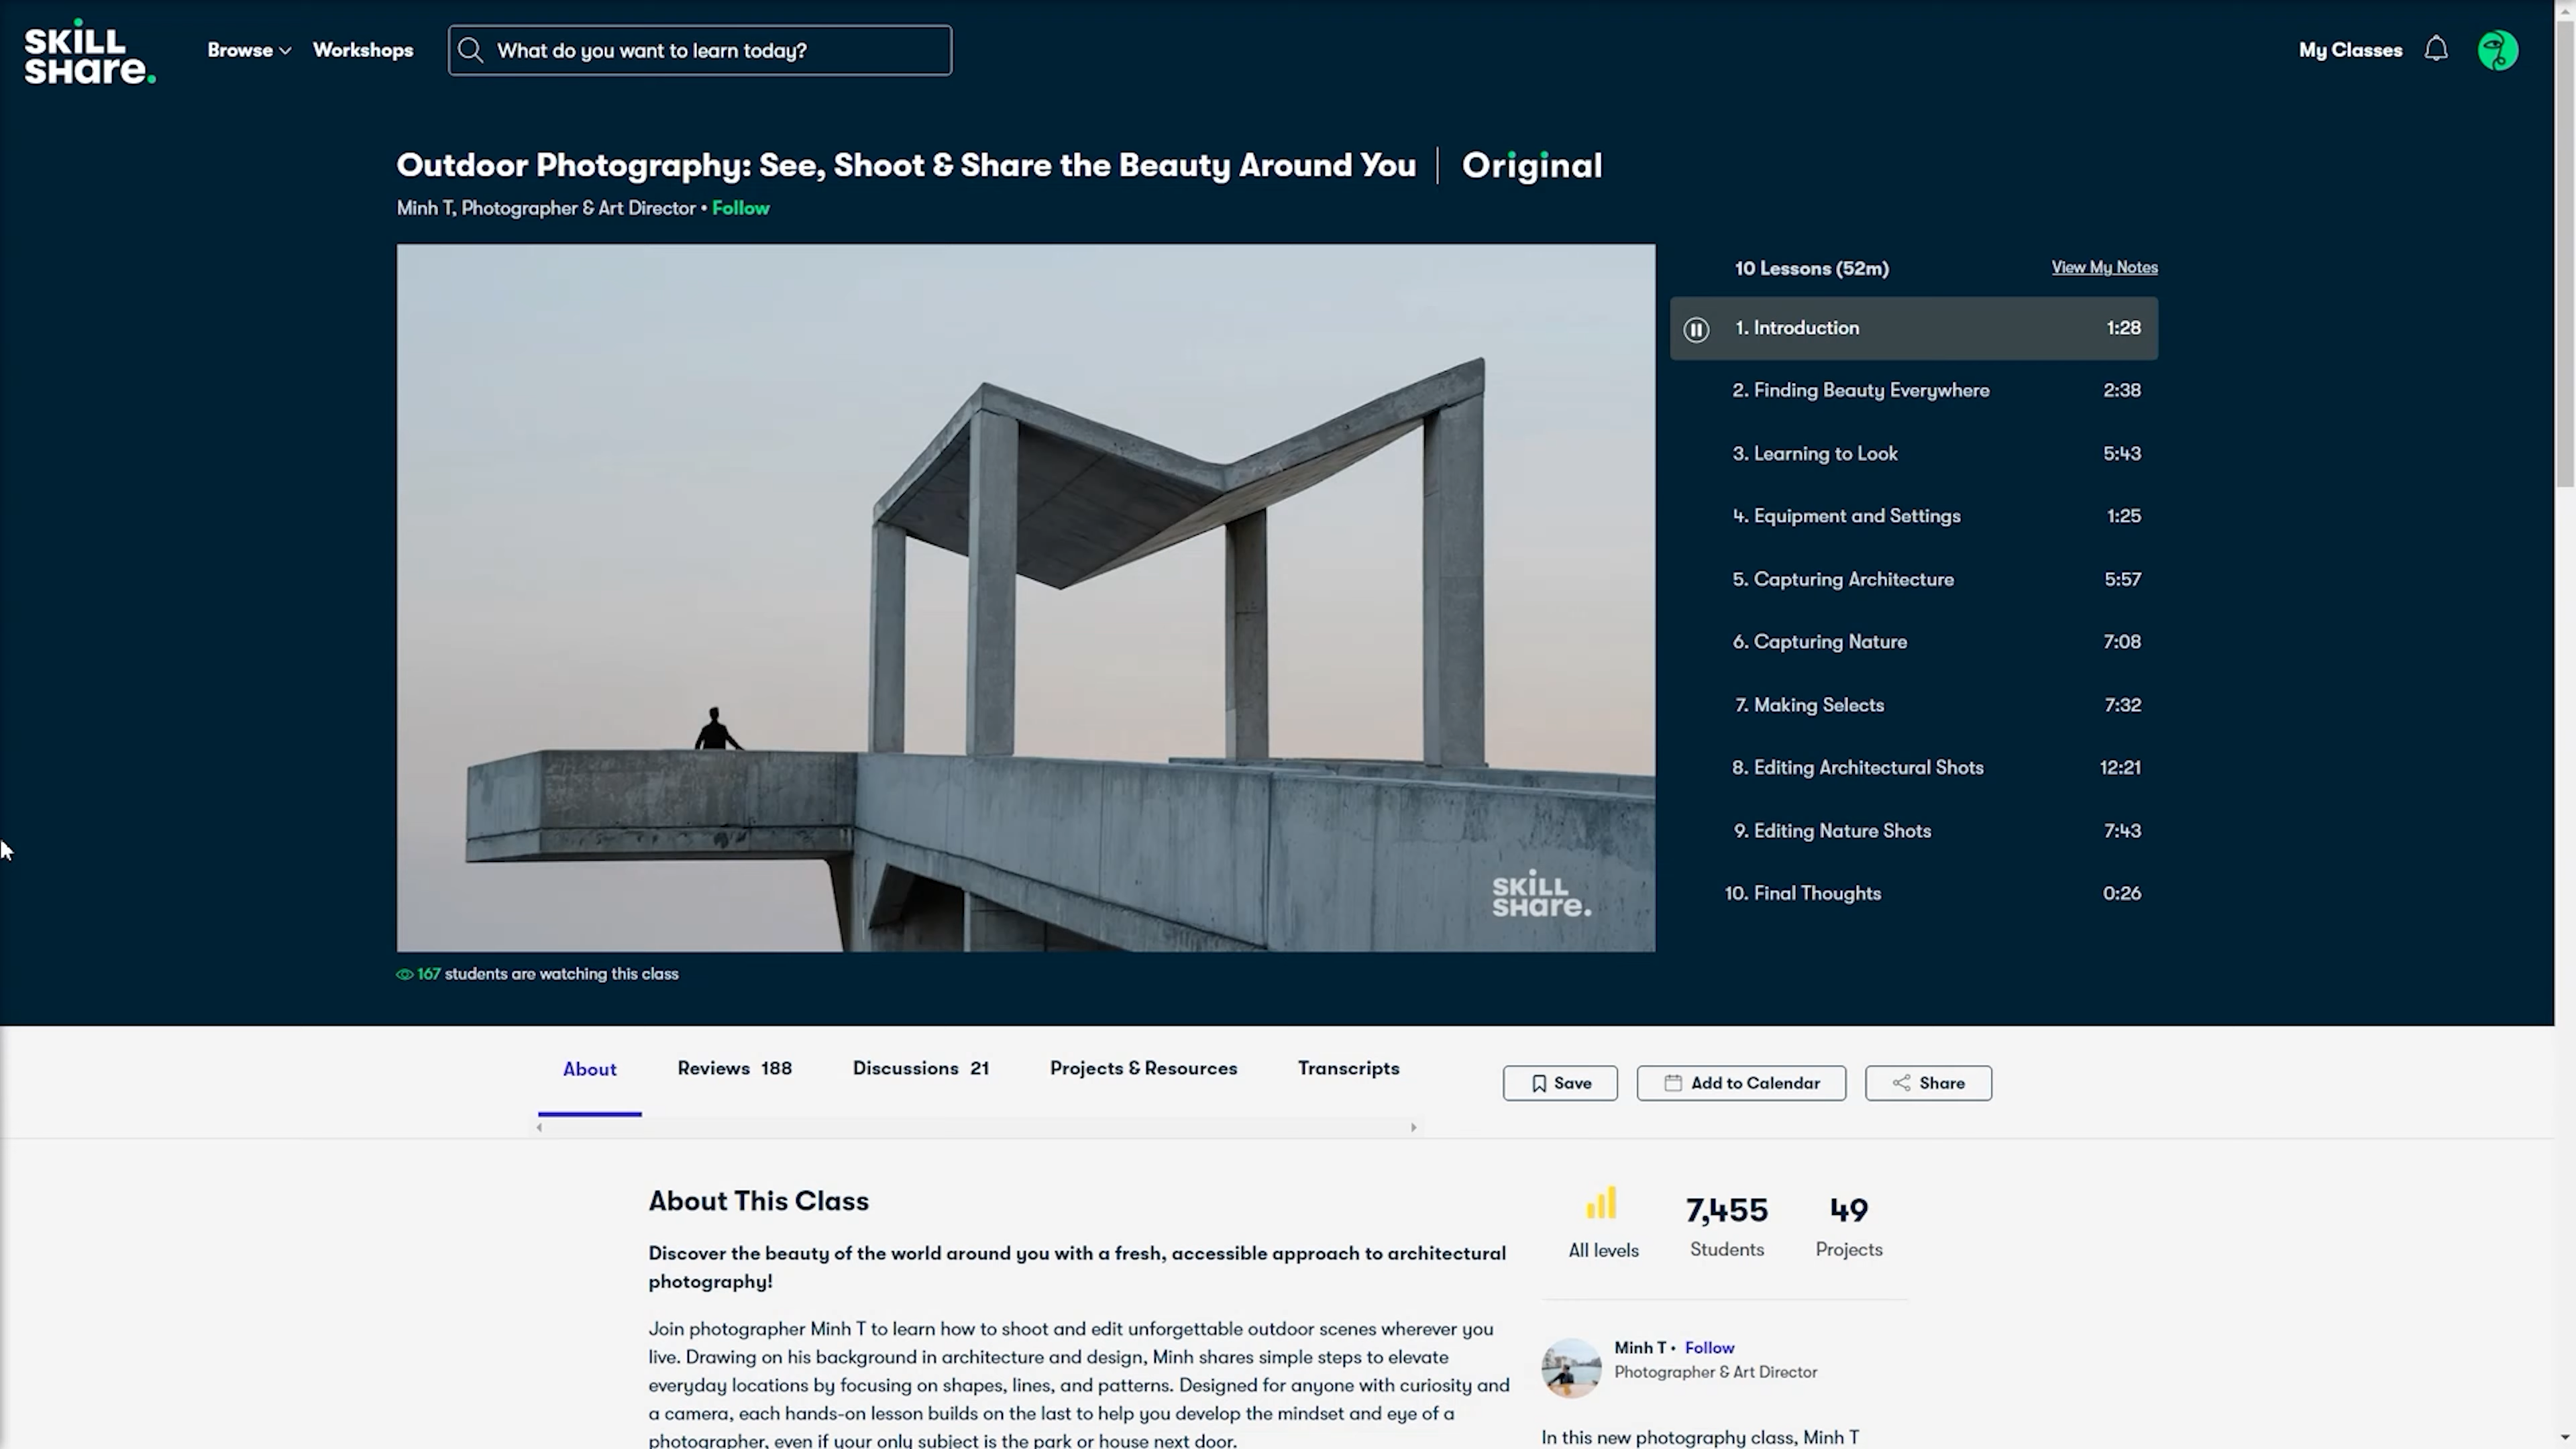 SKILL
SHare.
Browse
Workshops
What do you want to learn today?
My Classes
Outdoor Photography: See, Shoot & Share the Beauty Around You | Original
Minh T, Photographer & Art Director • Follow
10 Lessons (52m)
View My Notes
1. Introduction 1:28
2. Finding Beauty Everywhere 2:38
3. Learning to Look 5:43
4. Equipment and Settings 1:25
5. Capturing Architecture 5:57
6. Capturing Nature 7:08
7. Making Selects 7:32
8. Editing Architectural Shots 12:21
9. Editing Nature Shots 7:43
10. Final Thoughts 0:26
SKILL
SHare.
167 students are watching this class
About
Reviews 188
Discussions 21
Projects & Resources
Transcripts
Save
Add to Calendar
Share
About This Class
Discover the beauty of the world around you with a fresh, accessible approach to architectural
photography!
Join photographer Minh T to learn how to shoot and edit unforgettable outdoor scenes wherever you
live. Drawing on his background in architecture and design, Minh shares simple steps to elevate
everyday locations by focusing on shapes, lines, and patterns. Designed for anyone with curiosity and
a camera, each hands-on lesson builds on the last to help you develop the mindset and eye of a
photographer, even if your only subject is the park or house next door.
All levels
7,455
Students
49
Projects
Minh T • Follow
Photographer & Art Director
In this new photography class, Minh T